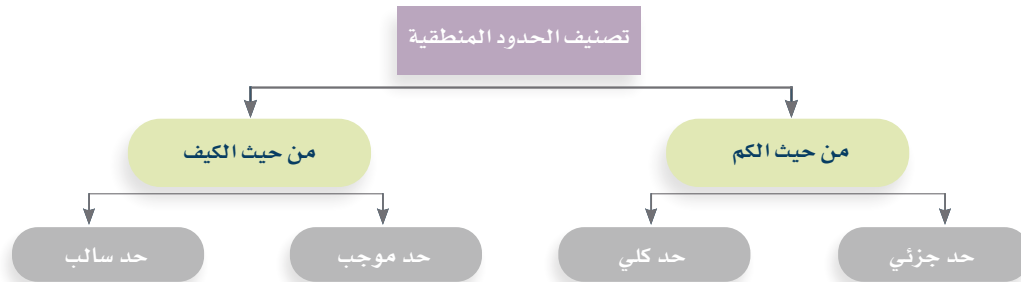 تصنيف الحدود المنطقية
من حيث الكم
من حيث الكيف
حد جزئي
حد كلي
حد موجب
حد سالب